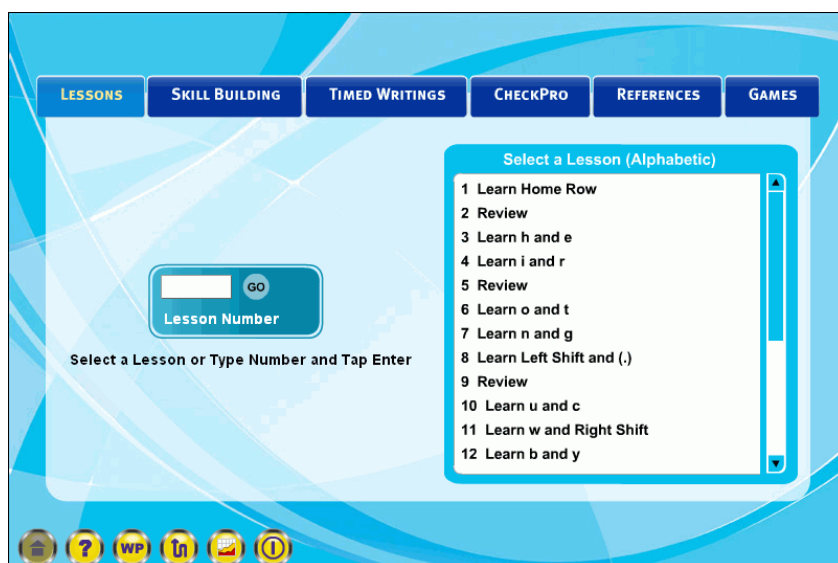 LESSONS
SKILL BUILDING
TIMED WRITINGS
CHECKPRO
REFERENCES
GAMES
Select a Lesson (Alphabetic)
1 Learn Home Row
2 Review
3 Learn h and e
4 Learn i and r
5 Review
6 Learn o and t
7 Learn n and g
8 Learn Left Shift and (.)
9 Review
10 Learn u and c
11 Learn w and Right Shift
12 Learn b and y
GO
Lesson Number
Select a Lesson or Type Number and Tap Enter
?
WP